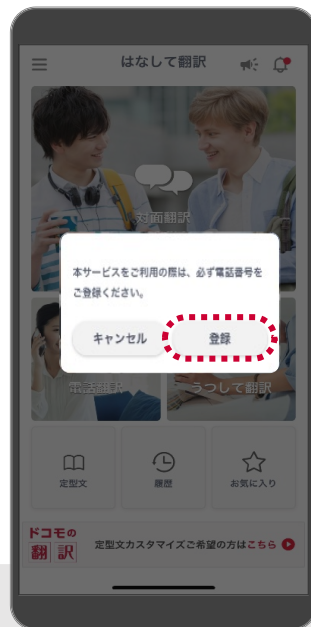 はなして翻訳
対面翻訳
本サービスをご利用の際は、必ず電話番号を
ご登録ください。
キャンセル
登録
電話翻訳
うつして翻訳
定型文
履歴
お気に入り
ドコモの
翻訳
定型文カスタマイズご希望の方はこちら